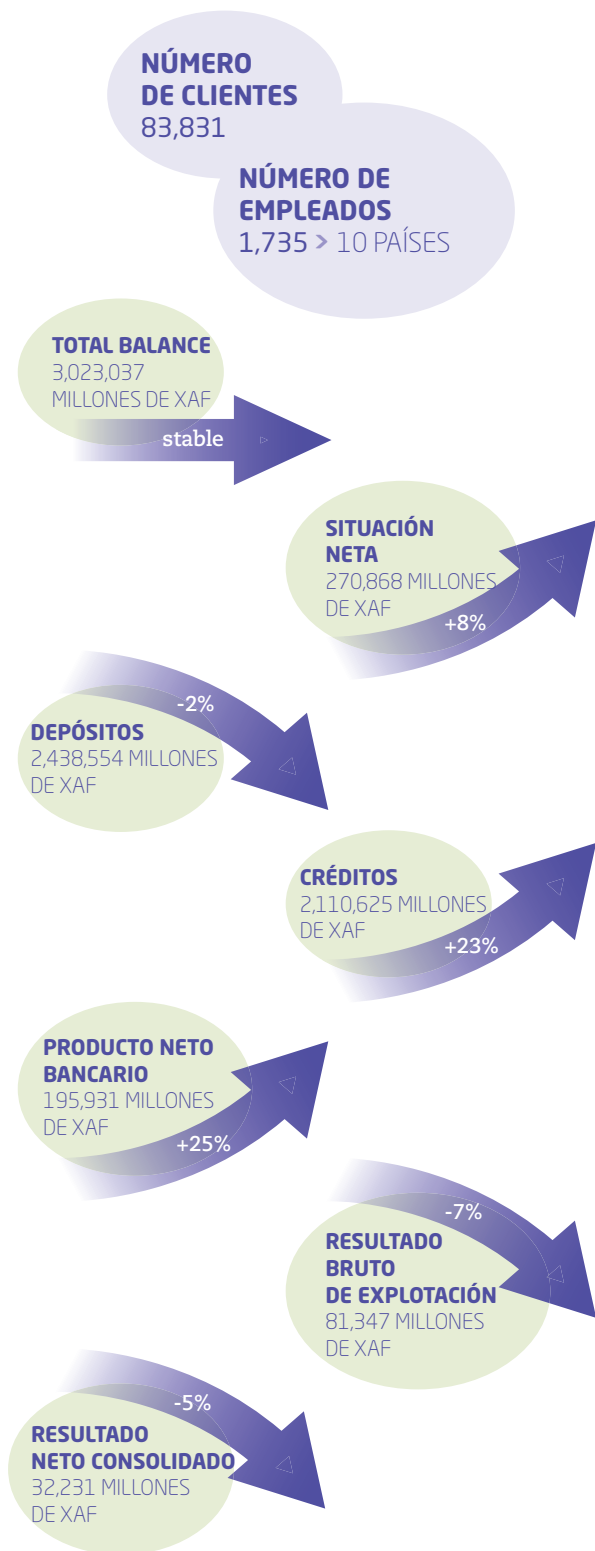 NÚMERO
DE CLIENTES
83,831
NÚMERO DE
EMPLEADOS
1,735 > 10 PAÍSES
TOTAL BALANCE
3,023,037
MILLONES DE XAF
stable
SITUACIÓN
NETA
270,868 MILLONES
DE XAF
+8%
-2%
DEPÓSITOS
2,438,554 MILLONES
DE XAF
CRÉDITOS
2,110,625 MILLONES
DE XAF
+23%
PRODUCTO NETO
BANCARIO
195,931 MILLONES
DE XAF
+25%
-7%
RESULTADO
BRUTO
DE EXPLOTACIÓN
81,347 MILLONES
DE XAF
-5%
RESULTADO
NETO CONSOLIDADO
32,231 MILLONES
DE XAF